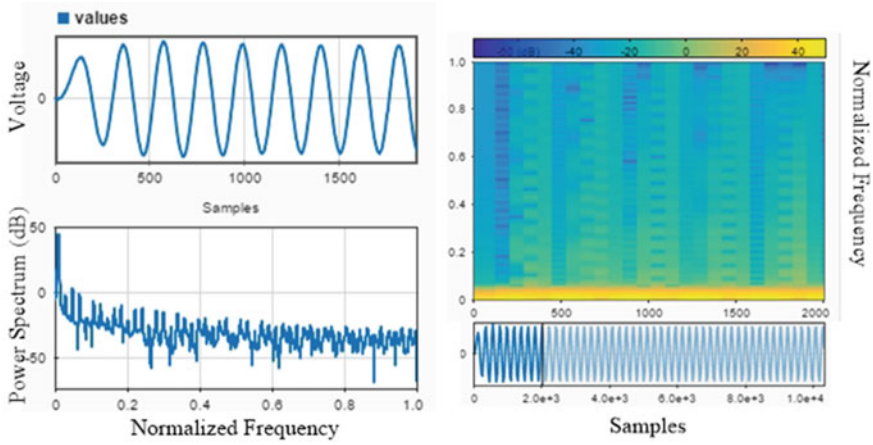 values
Voltage
0
0 500 1000 1500
Samples
Power Spectrum (dB)
50
0
-50
0 0.2 0.4 0.6 0.8 1.0
Normalized Frequency
-60 (dB) -40 -20 0 20 40
1.0
0.8
0.6
0.4
0.2
0
0 500 1000 1500 2000
Normalized Frequency
0
0 2.0e+3 4.0e+3 6.0e+3 8.0e+3 1.0e+4
Samples